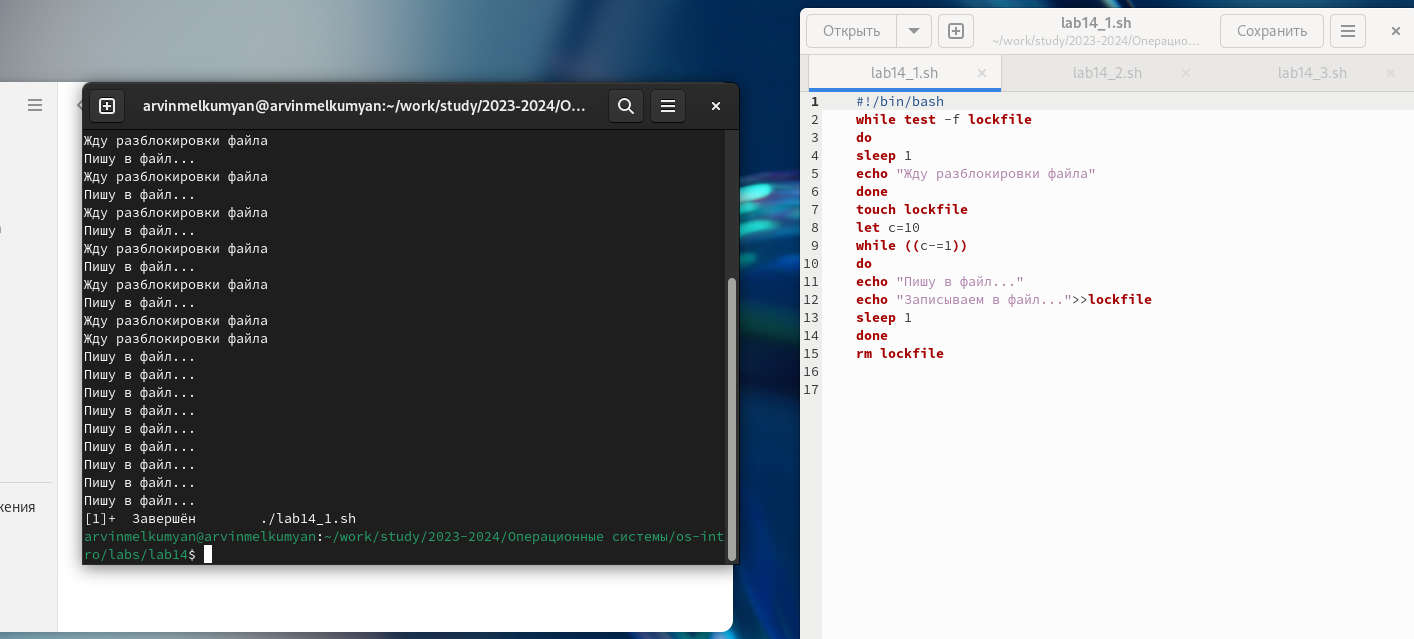 arvinmelkumyan@arvinmelkumyan:~/work/study/2023-2024/О...
Жду разблокировки файла
Пишу в файл...
Жду разблокировки файла
Пишу в файл...
Жду разблокировки файла
Пишу в файл...
Жду разблокировки файла
Пишу в файл...
Жду разблокировки файла
Пишу в файл...
Жду разблокировки файла
Жду разблокировки файла
Пишу в файл...
Пишу в файл...
Пишу в файл...
Пишу в файл...
Пишу в файл...
Пишу в файл...
Пишу в файл...
Пишу в файл...
Пишу в файл...
[1]+  Завершён        ./lab14_1.sh
arvinmelkumyan@arvinmelkumyan:~/work/study/2023-2024/Операционные системы/os-int
ro/labs/lab14$
жения
Открыть
lab14_1.sh
~/work/study/2023-2024/Операцио...
Сохранить
lab14_1.sh × lab14_2.sh × lab14_3.sh ×
1 #!/bin/bash
2 while test -f lockfile
3 do
4 sleep 1
5 echo "Жду разблокировки файла"
6 done
7 touch lockfile
8 let c=10
9 while ((c-=1))
10 do
11 echo "Пишу в файл..."
12 echo "Записываем в файл...">>lockfile
13 sleep 1
14 done
15 rm lockfile
16
17